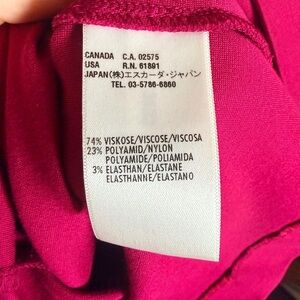 CANADA C.A. 02575
USA R.N. 61891
JAPAN(株)エスカーダ・ジャパン
TEL. 03-5786-6860
74% VISKOSE/VISCOSE/VISCOSA
23% POLYAMID/NYLON
POLYAMIDE/POLIAMIDA
3% ELASTHAN/ELASTANE
ELASTHANNE/ELASTANO